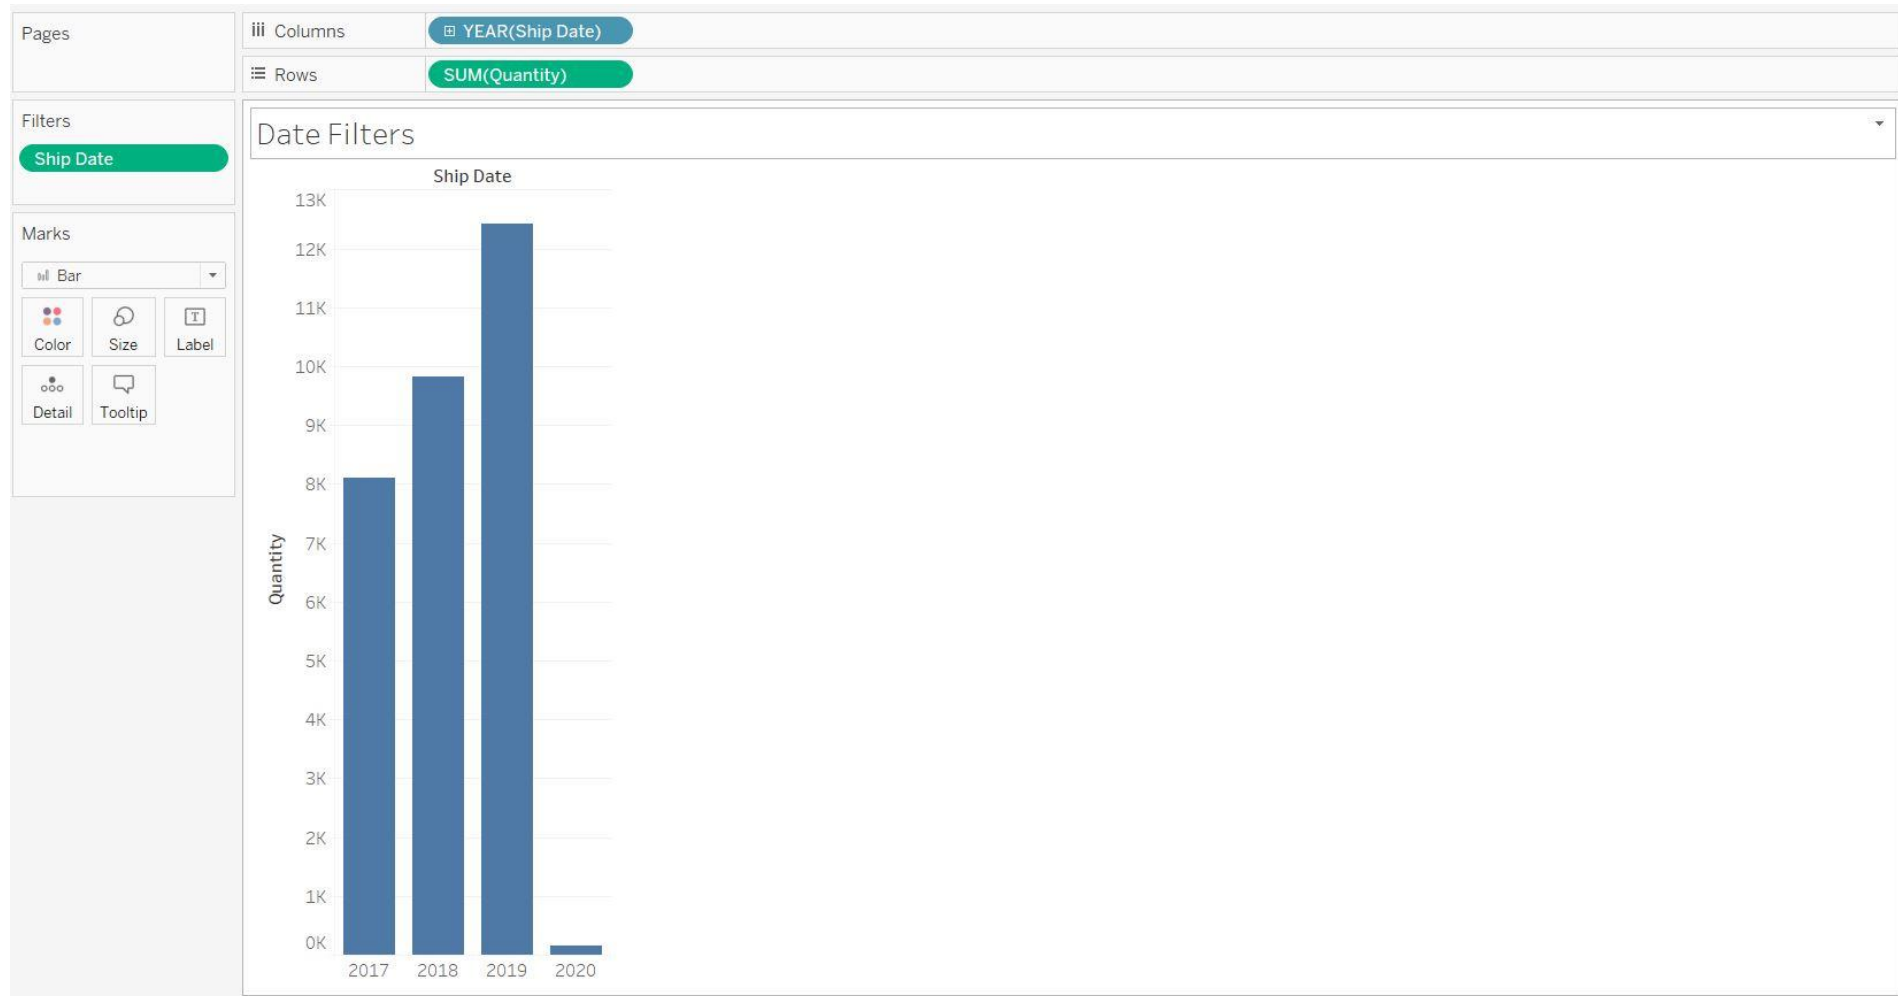 Pages
Columns
YEAR(Ship Date)
Rows
SUM(Quantity)
Filters
Ship Date
Marks
Bar
Color
Size
Label
T
Detail
Tooltip
Date Filters
Ship Date
13K
12K
11K
10K
9K
8K
7K
6K
5K
4K
3K
2K
1K
0K
Quantity
2017 2018 2019 2020